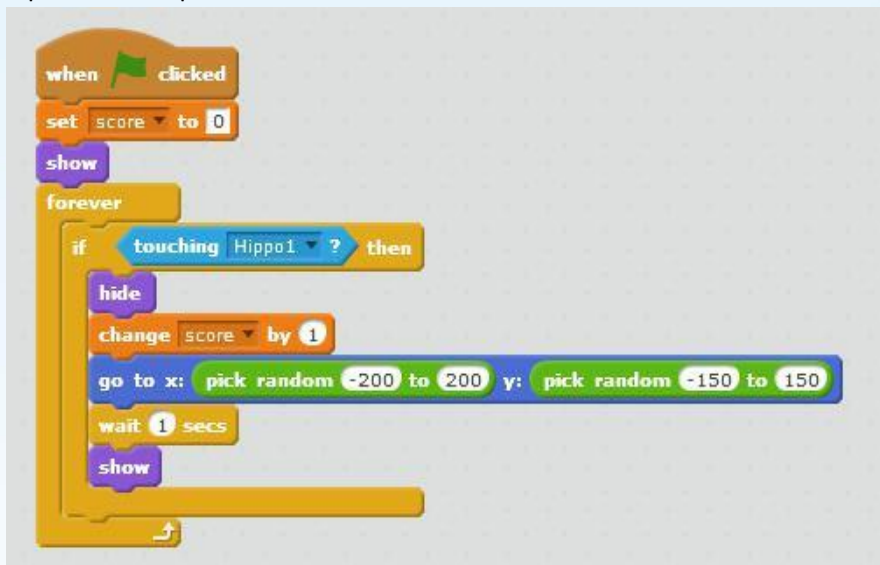 when clicked
set score to 0
show
forever
if touching Hippo1 ? then
hide
change score by 1
go to x: pick random -200 to 200 y: pick random -150 to 150
wait 1 secs
show